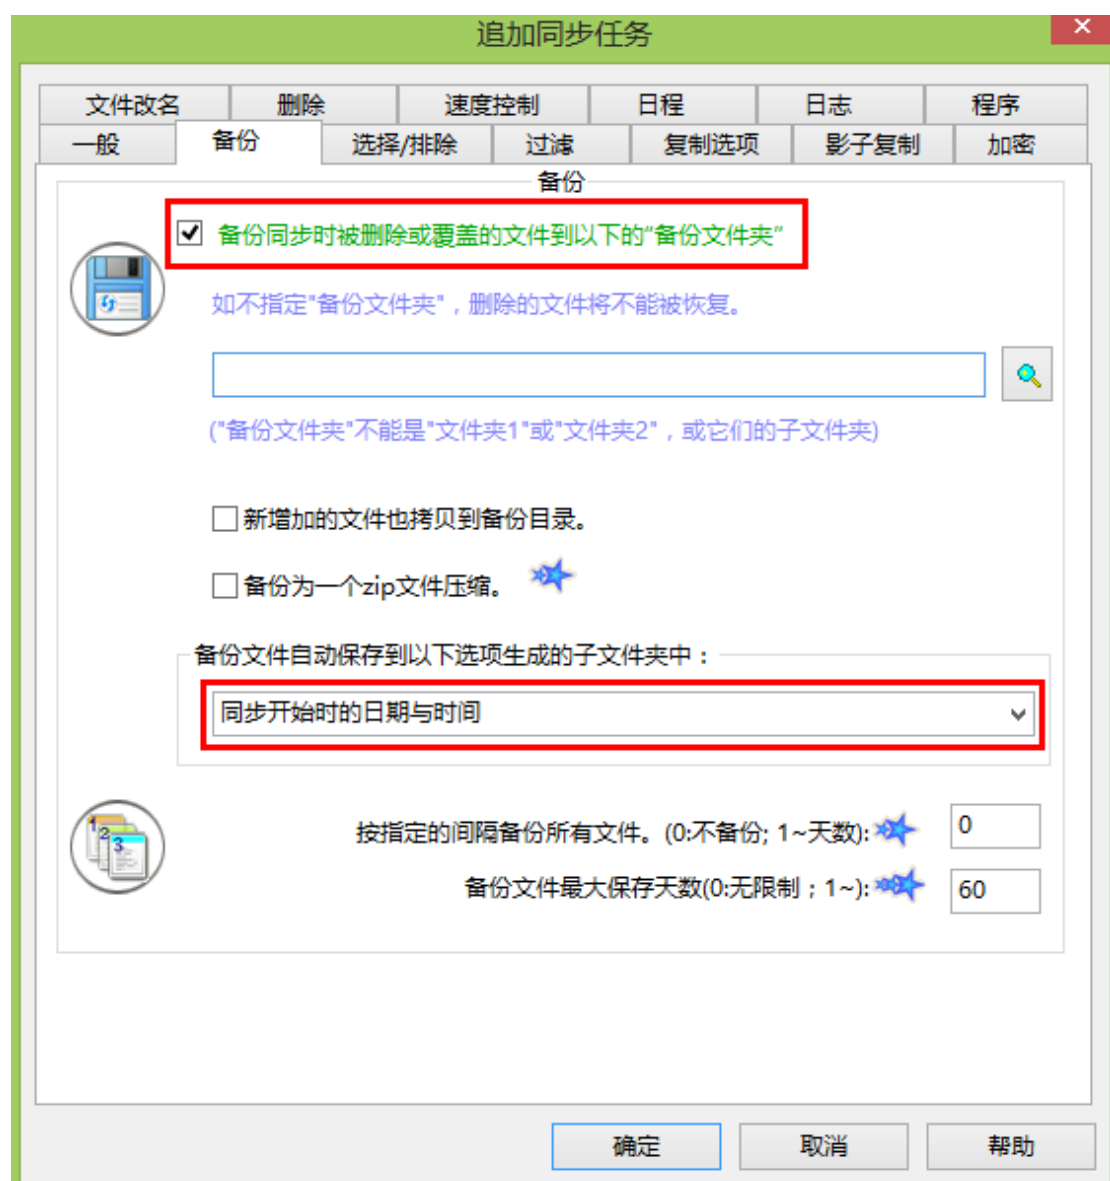 追加同步任务
文件改名 删除 速度控制 日程 日志 程序
一般 备份 选择/排除 过滤 复制选项 影子复制 加密
备份
备份同步时被删除或覆盖的文件到以下的“备份文件夹”
如不指定"备份文件夹"，删除的文件将不能被恢复。
("备份文件夹"不能是"文件夹1"或"文件夹2"，或它们的子文件夹)
新增加的文件也拷贝到备份目录。
备份为一个zip文件压缩。
备份文件自动保存到以下选项生成的子文件夹中：
同步开始时的日期与时间
按指定的间隔备份所有文件。(0:不备份; 1~天数): 0
备份文件最大保存天数(0:无限制；1~): 60
确定 取消 帮助